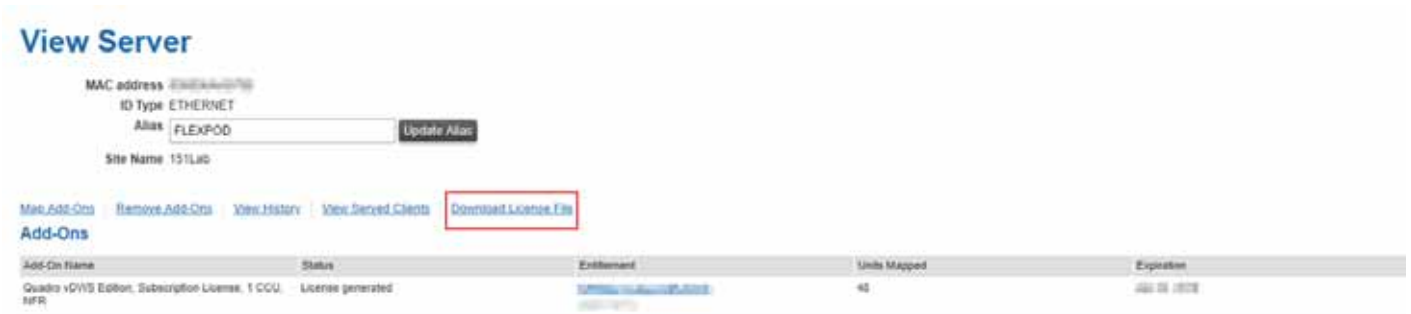 View Server
MAC address
ID Type ETHERNET
Alias FLEXPOD Update Alias
Site Name 151Lab
Map Add-Ons Remove Add-Ons View History View Served Clients Download License File
Add-Ons
Add-On Name Status Entitlement Units Mapped Expiration
Quadro vDWS Edition, Subscription License, 1 CCU, License generated 48
NFR